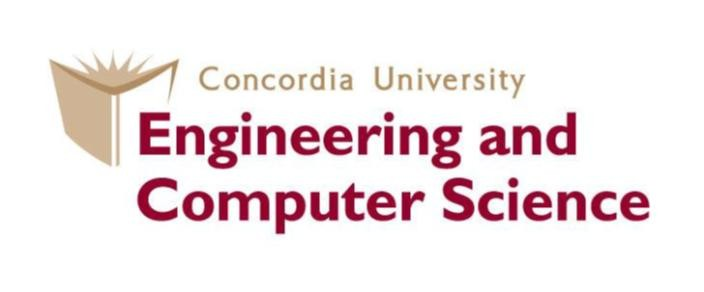 Concordia University
Engineering and
Computer Science